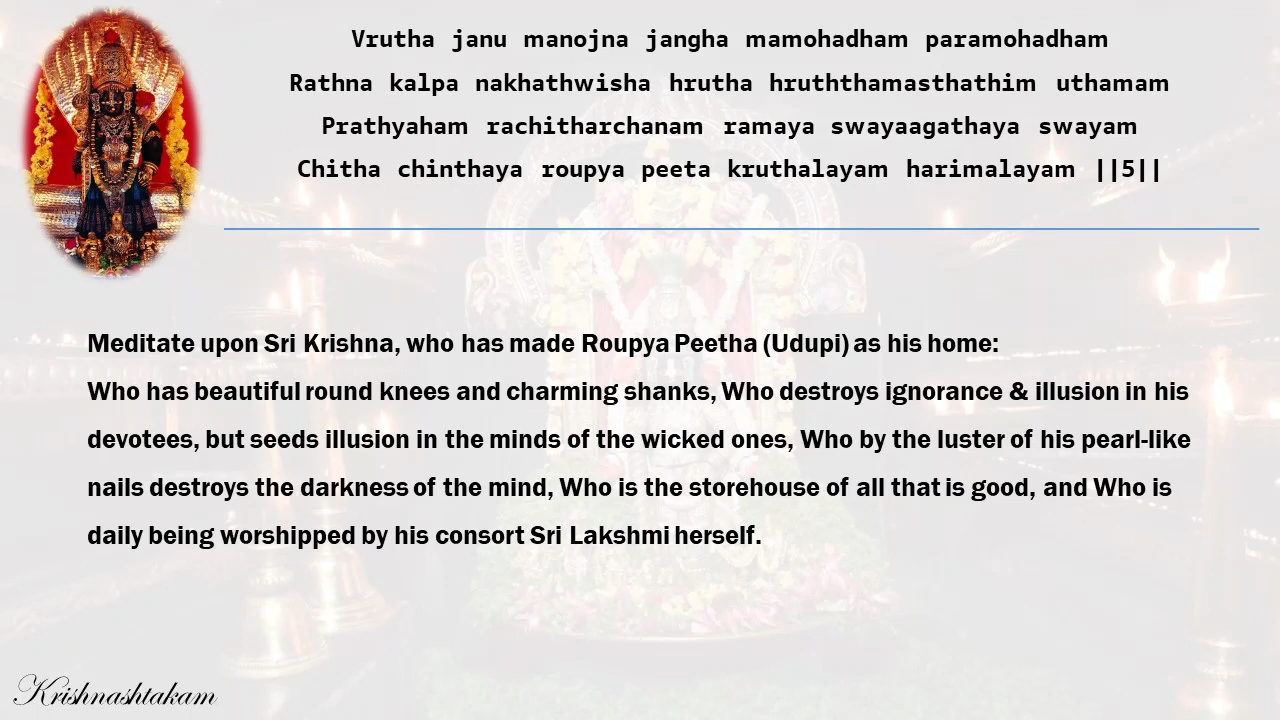 Vrutha janu manojna jangha mamohadham paramohadham
Rathna kalpa nakhathwisha hrutha hruththamasthathim uthamam
Prathyaham rachitharchanam ramaya swayaagathaya swayam
Chitha chinthaya roupya peeta kruthalayam harimalayam ||5||
Meditate upon Sri Krishna, who has made Roupya Peetha (Udupi) as his home:
Who has beautiful round knees and charming shanks, Who destroys ignorance & illusion in his
devotees, but seeds illusion in the minds of the wicked ones, Who by the luster of his pearl-like
nails destroys the darkness of the mind, Who is the storehouse of all that is good, and Who is
daily being worshipped by his consort Sri Lakshmi herself.
Krishnashtakam